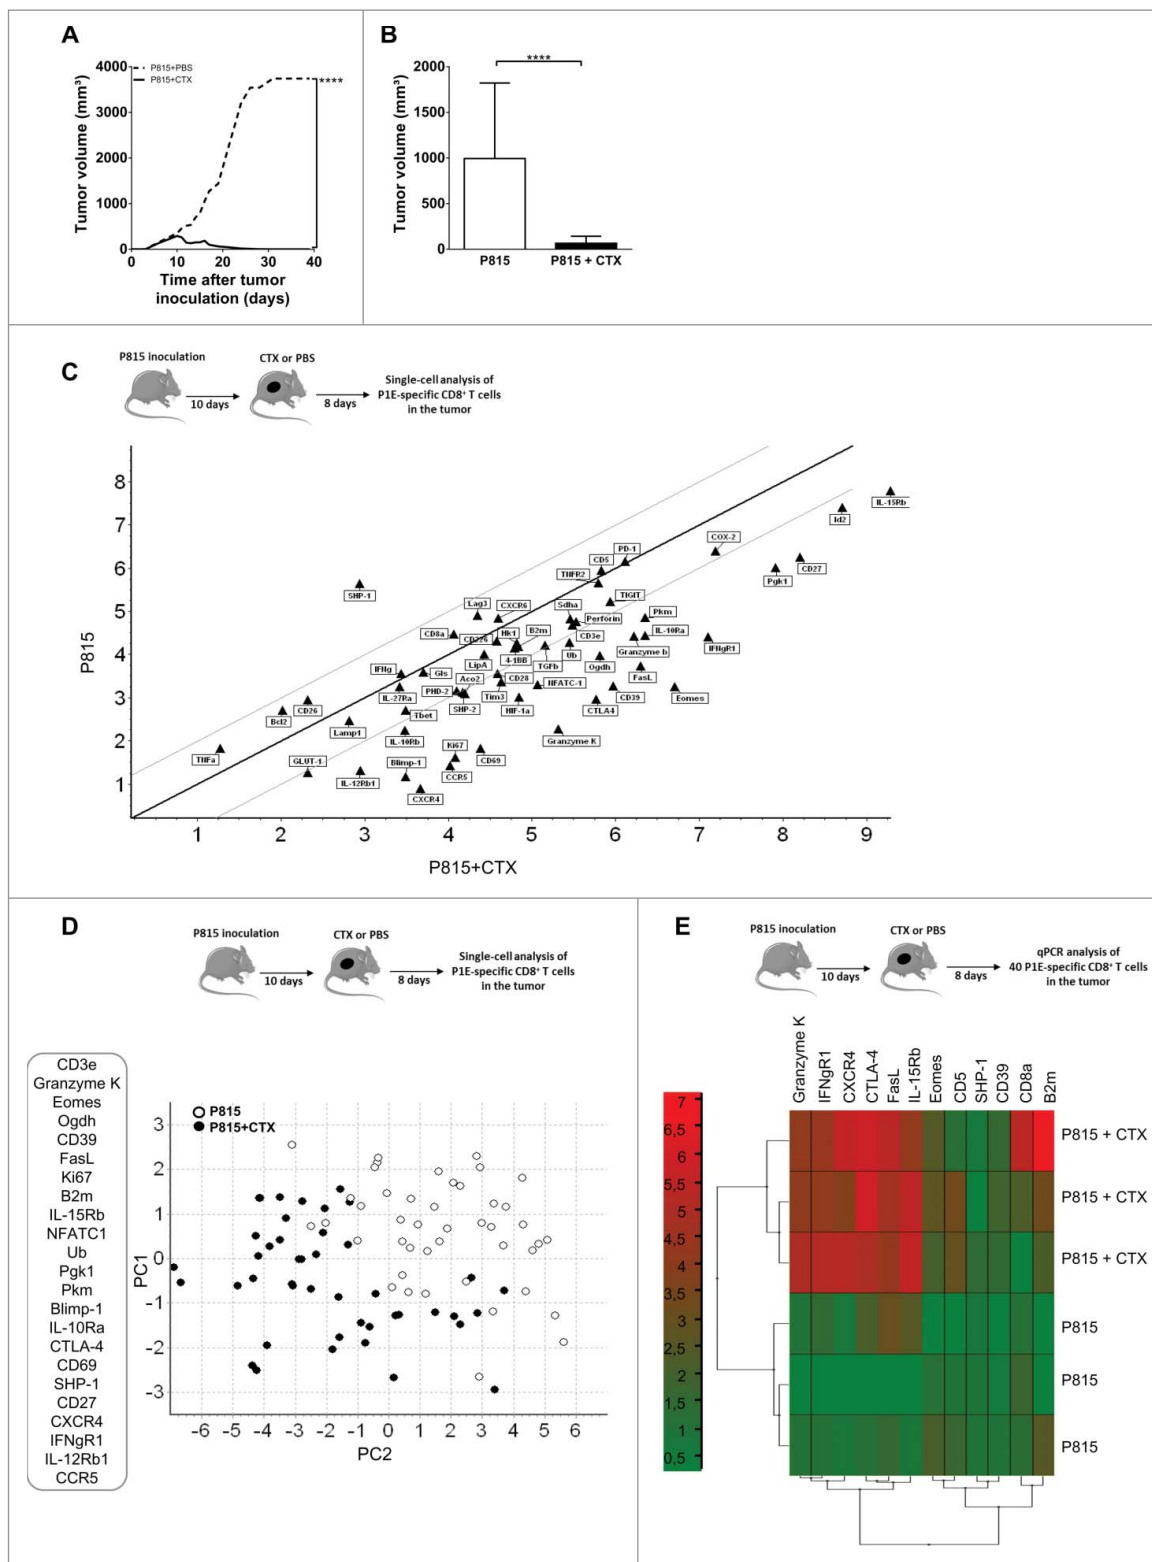 A
P815+PBS
P815+CTX
4000
3000
2000
1000
0
Tumor volume (mm³)
****
0 10 20 30 40
Time after tumor
inoculation (days)
B
2000
1500
1000
500
0
Tumor volume (mm³)
****
P815 P815 + CTX
C
P815 inoculation
10 days
CTX or PBS
8 days
Single-cell analysis of
P1E-specific CD8⁺ T cells
in the tumor
P815
8
7
6
5
4
3
2
1
IL-15Rb
Id2
COX-2
PD-1
CD5
CD27
TNFR2
Pgk1
SHP-1
TIGIT
Lag3
CXCR6
Sdha
Pkm
Perforin
CD8a
CD226
Hk1
B2m
CD3e
IL-10Ra
IFNgR1
Granzyme b
LipA
4-1BB
Ub
TGFb
Ogdh
IFNg
Gls
Aco2
CD28
NFATC-1
FasL
IL-27Ra
PHD-2
SHP-2
Tim3
HIF-1a
CD39
Eomes
CTLA4
CD26
Bcl2
Tbet
Lamp1
IL-10Rb
Granzyme K
TNFa
GLUT-1
Ki67
CD69
Blimp-1
IL-12Rb1
CCR5
CXCR4
1 2 3 4 5 6 7 8 9
P815+CTX
D
P815 inoculation
10 days
CTX or PBS
8 days
Single-cell analysis of
P1E-specific CD8⁺ T cells
in the tumor
CD3e
Granzyme K
Eomes
Ogdh
CD39
FasL
Ki67
B2m
IL-15Rb
NFATC1
Ub
Pgk1
Pkm
Blimp-1
IL-10Ra
CTLA-4
CD69
SHP-1
CD27
CXCR4
IFNgR1
IL-12Rb1
CCR5
P815
P815+CTX
3
2
1
0
-1
-2
-3
PC1
-6 -5 -4 -3 -2 -1 0 1 2 3 4 5 6
PC2
E
P815 inoculation
10 days
CTX or PBS
8 days
qPCR analysis of
40 P1E-specific CD8⁺ T cells
in the tumor
Granzyme K
IFNgR1
CXCR4
CTLA-4
FasL
IL-15Rb
Eomes
CD5
SHP-1
CD39
CD8a
B2m
7
6,5
6
5,5
5
4,5
4
3,5
3
2,5
2
1,5
1
0,5
P815 + CTX
P815 + CTX
P815 + CTX
P815
P815
P815